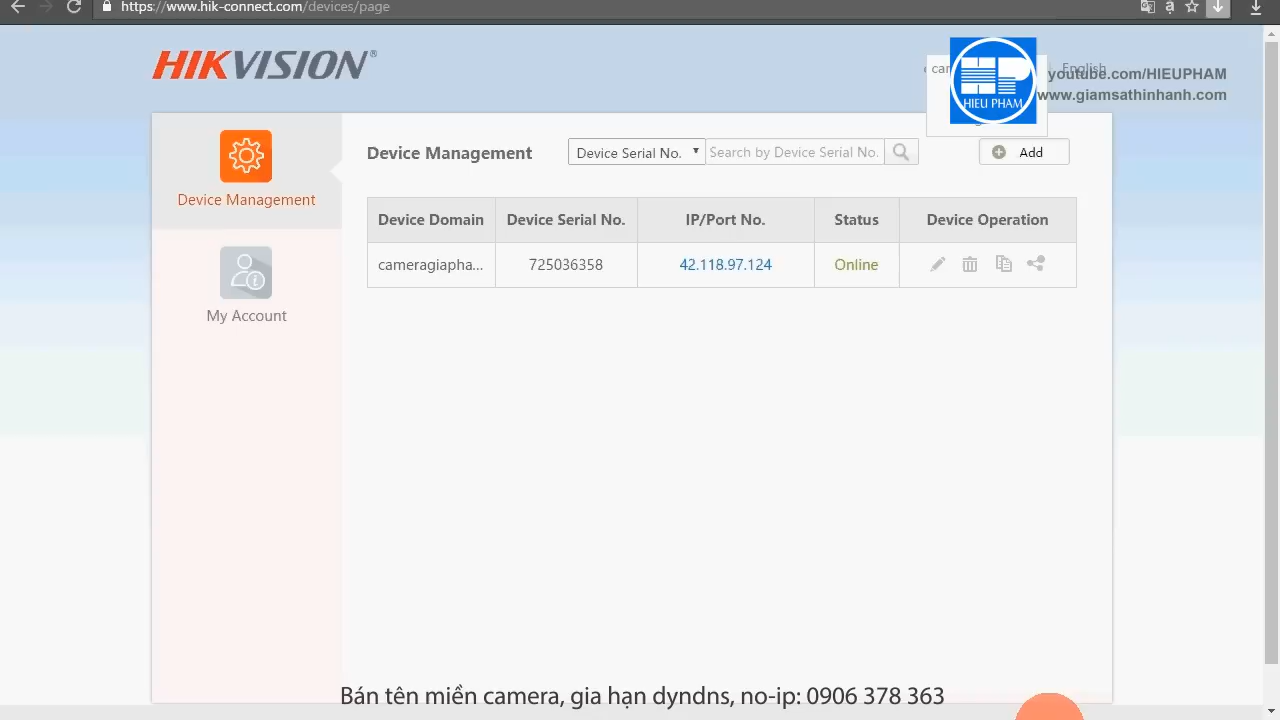 https://www.hik-connect.com/devices/page
HIKVISION®
English
youtube.com/HIEUPHAM
www.giamsathinhanh.com
HP
HIEU PHAM
Device Management
Device Management Device Serial No. Search by Device Serial No. Add
Device Domain Device Serial No. IP/Port No. Status Device Operation
cameragiapha... 725036358 42.118.97.124 Online
My Account
Bán tên miền camera, gia hạn dyndns, no-ip: 0906 378 363